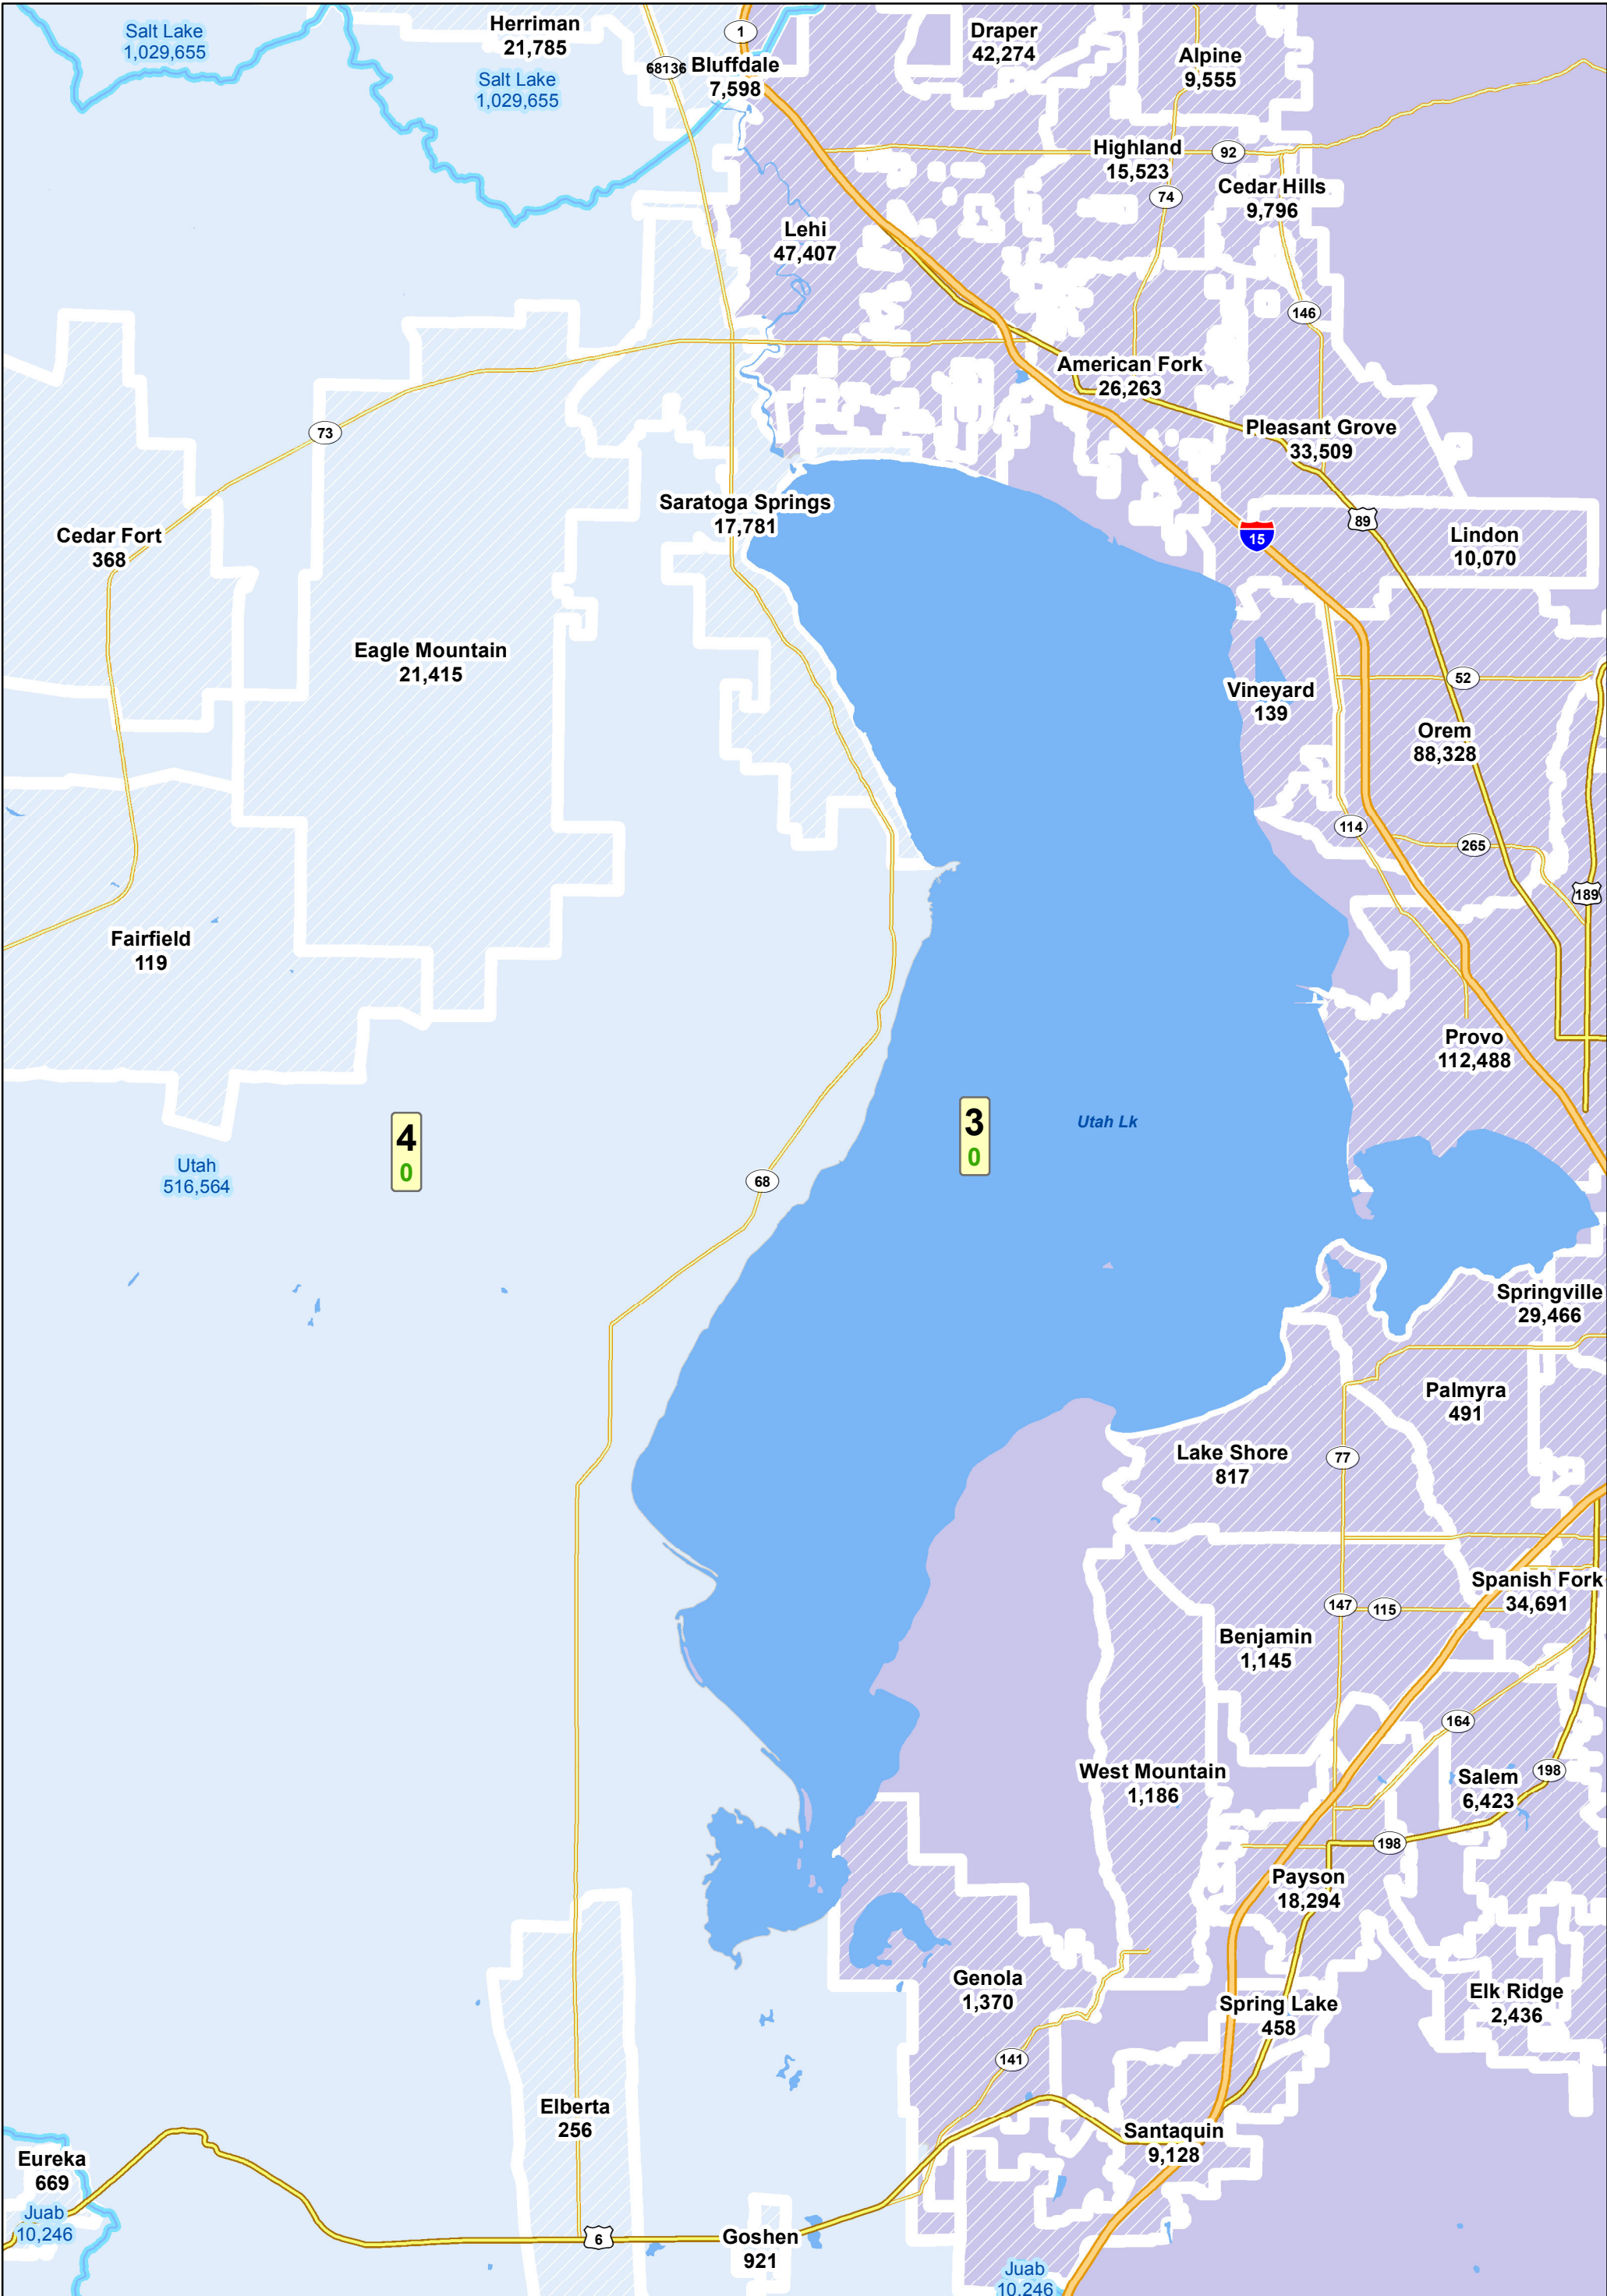 Salt Lake
1,029,655
Herriman
21,785
Salt Lake
1,029,655
68136
1
Bluffdale
7,598
Draper
42,274
Alpine
9,555
Highland
15,523
92
74
Cedar Hills
9,796
Lehi
47,407
146
American Fork
26,263
73
Pleasant Grove
33,509
Saratoga Springs
17,781
Cedar Fort
368
15
89
Lindon
10,070
Eagle Mountain
21,415
Vineyard
139
52
Orem
88,328
114
265
189
Fairfield
119
Provo
112,488
4
0
3
0
Utah Lk
Utah
516,564
68
Springville
29,466
Palmyra
491
Lake Shore
817
77
Spanish Fork
34,691
147
115
Benjamin
1,145
164
West Mountain
1,186
Salem
6,423
198
198
Payson
18,294
Genola
1,370
Spring Lake
458
Elk Ridge
2,436
141
Elberta
256
Santaquin
9,128
Eureka
669
Juab
10,246
6
Goshen
921
Juab
10,246